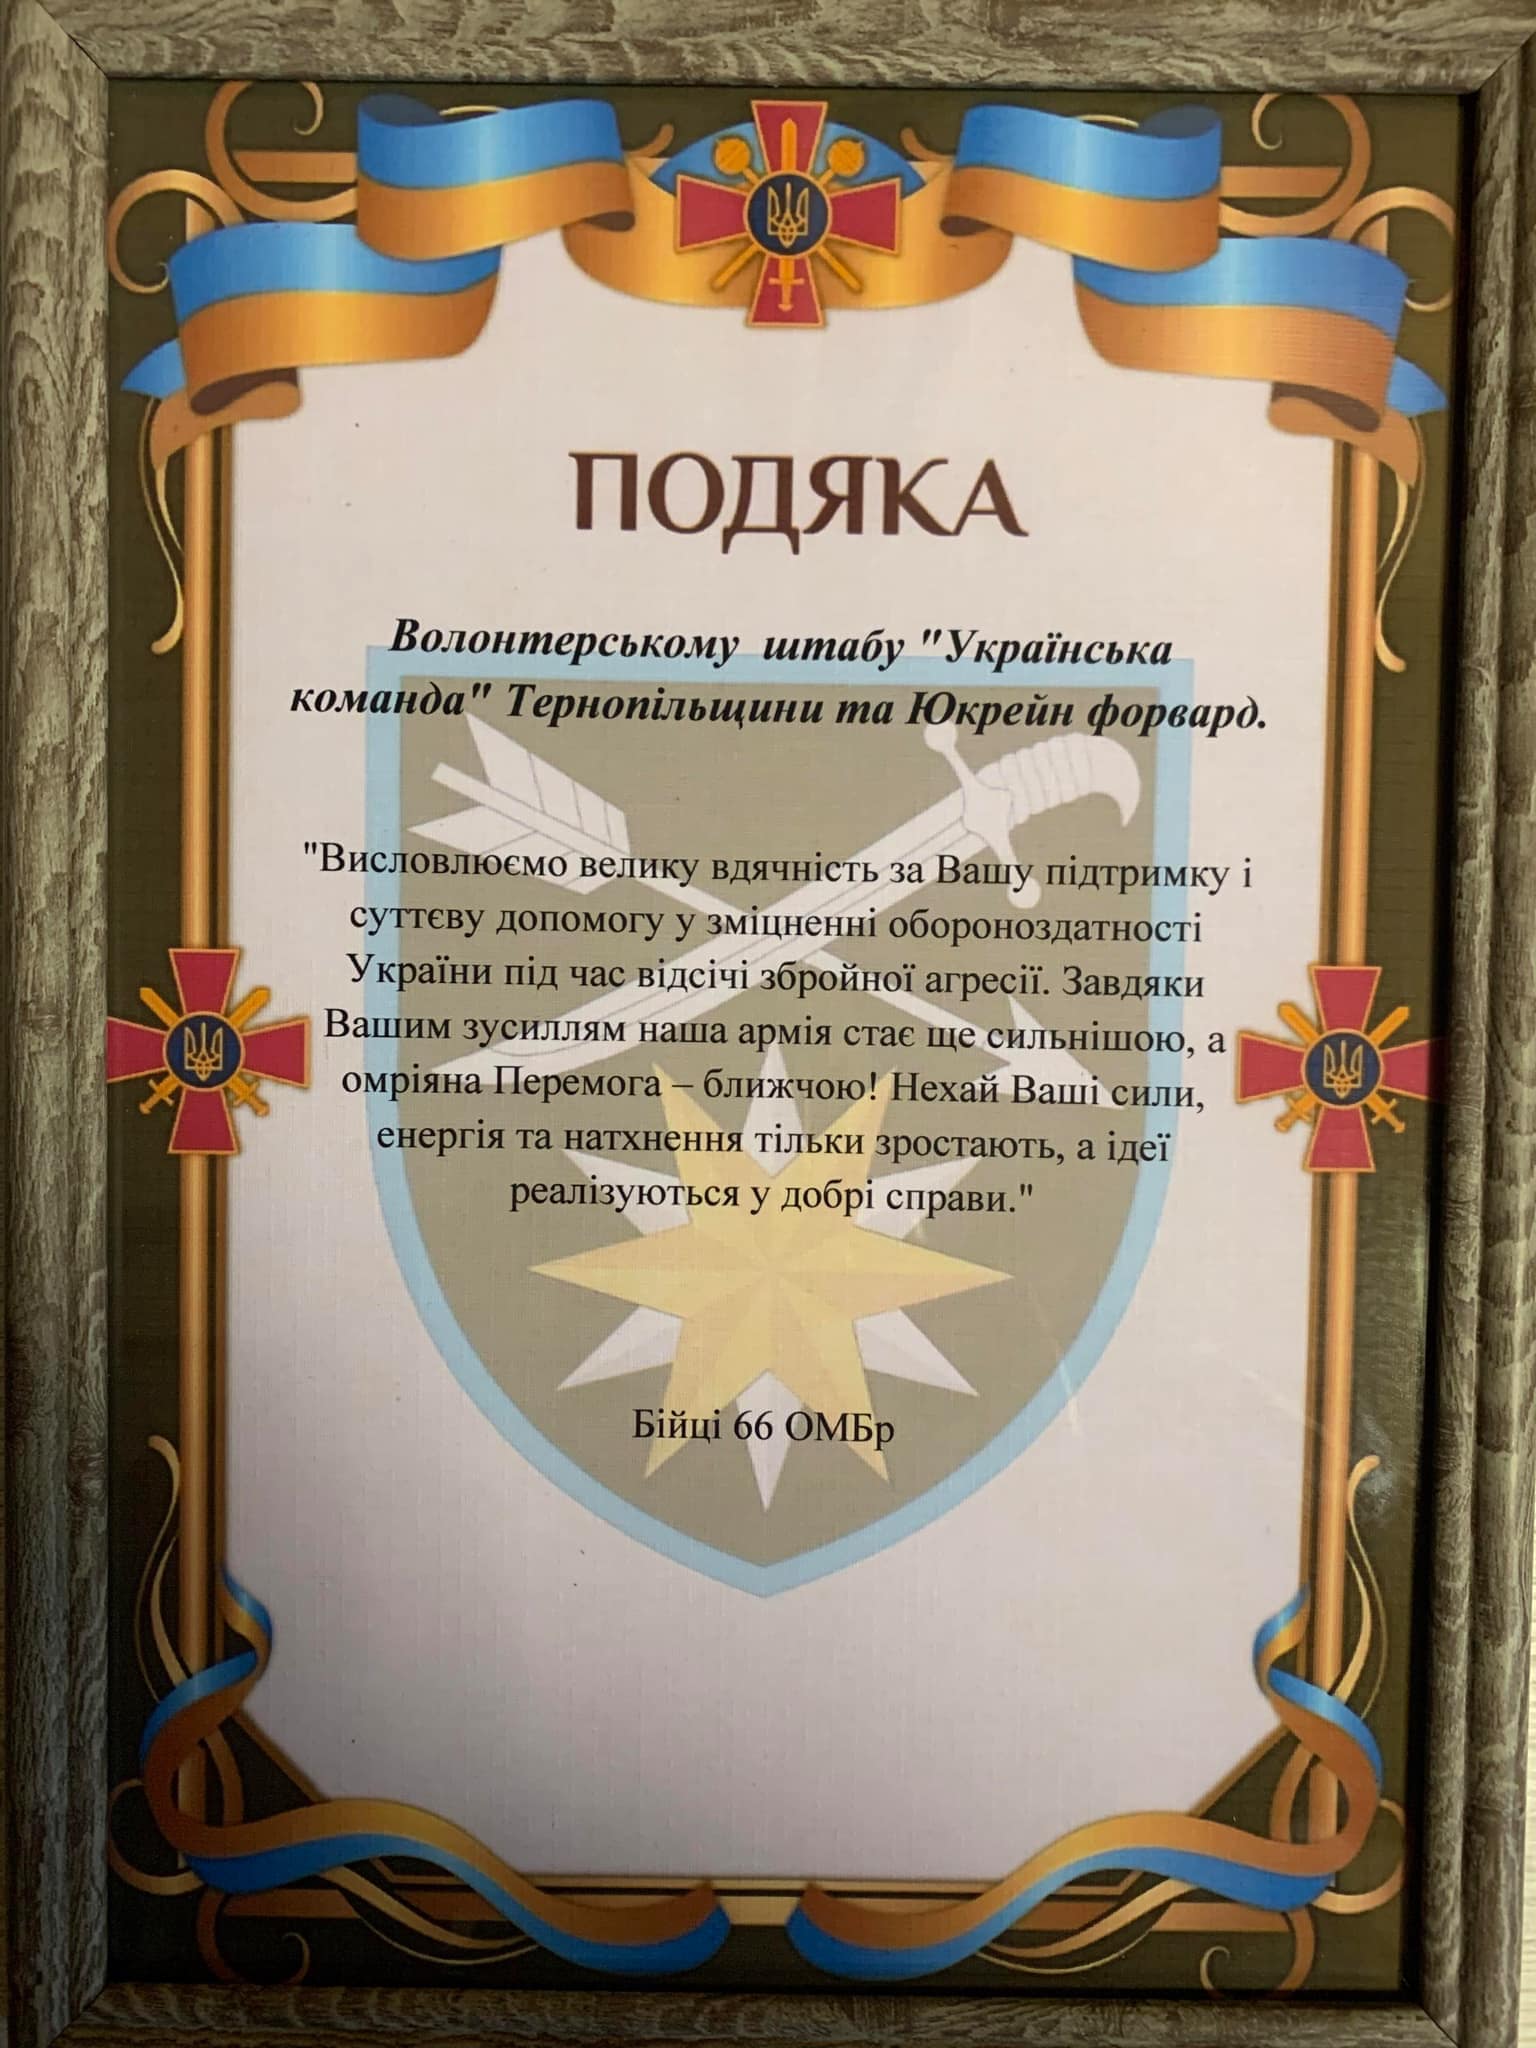 ПОДЯКА
Волонтерському штабу "Українська
команда" Тернопільщини та Юкрейн форвард.
"Висловлюємо велику вдячність за Вашу підтримку і
суттєву допомогу у зміцненні обороноздатності
України під час відсічі збройної агресії. Завдяки
Вашим зусиллям наша армія стає ще сильнішою, а
омріяна Перемога – ближчою! Нехай Ваші сили,
енергія та натхнення тільки зростають, а ідеї
реалізуються у добрі справи."
Бійці 66 ОМБр